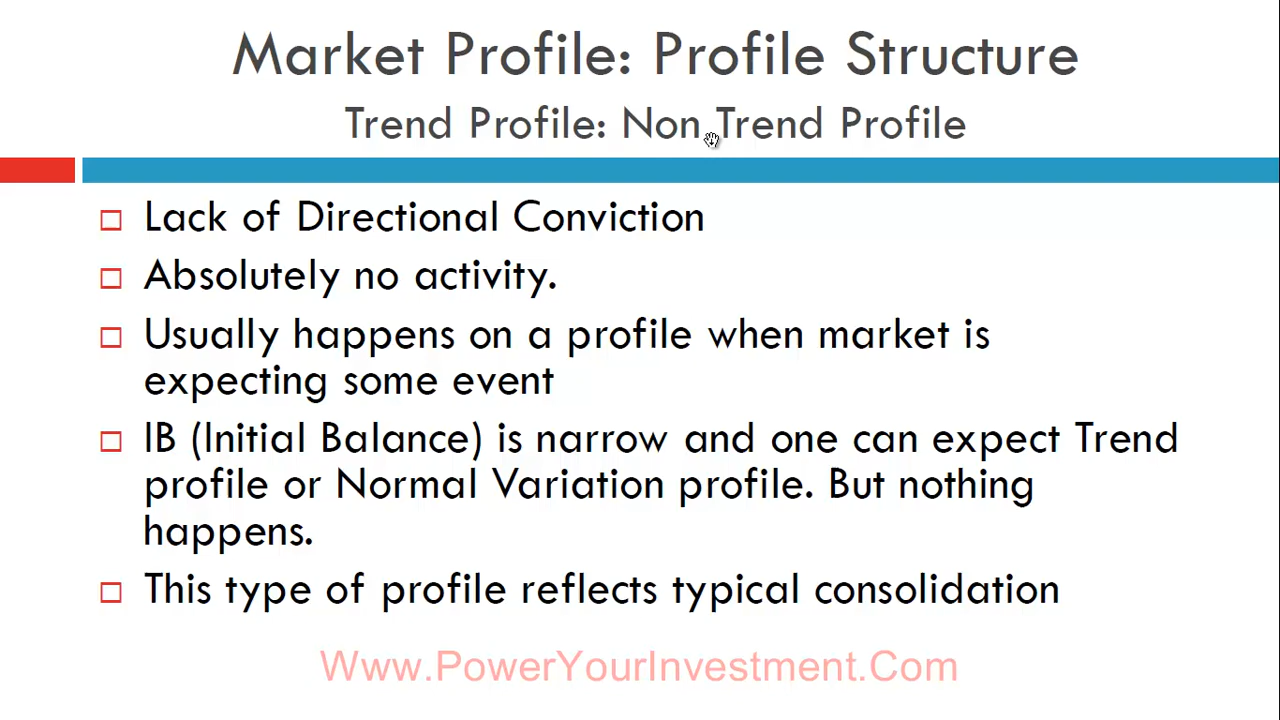 Market Profile: Profile Structure
Trend Profile: Non Trend Profile
Lack of Directional Conviction
Absolutely no activity.
Usually happens on a profile when market is
expecting some event
IB (Initial Balance) is narrow and one can expect Trend
profile or Normal Variation profile. But nothing
happens.
This type of profile reflects typical consolidation
Www.PowerYourInvestment.Com